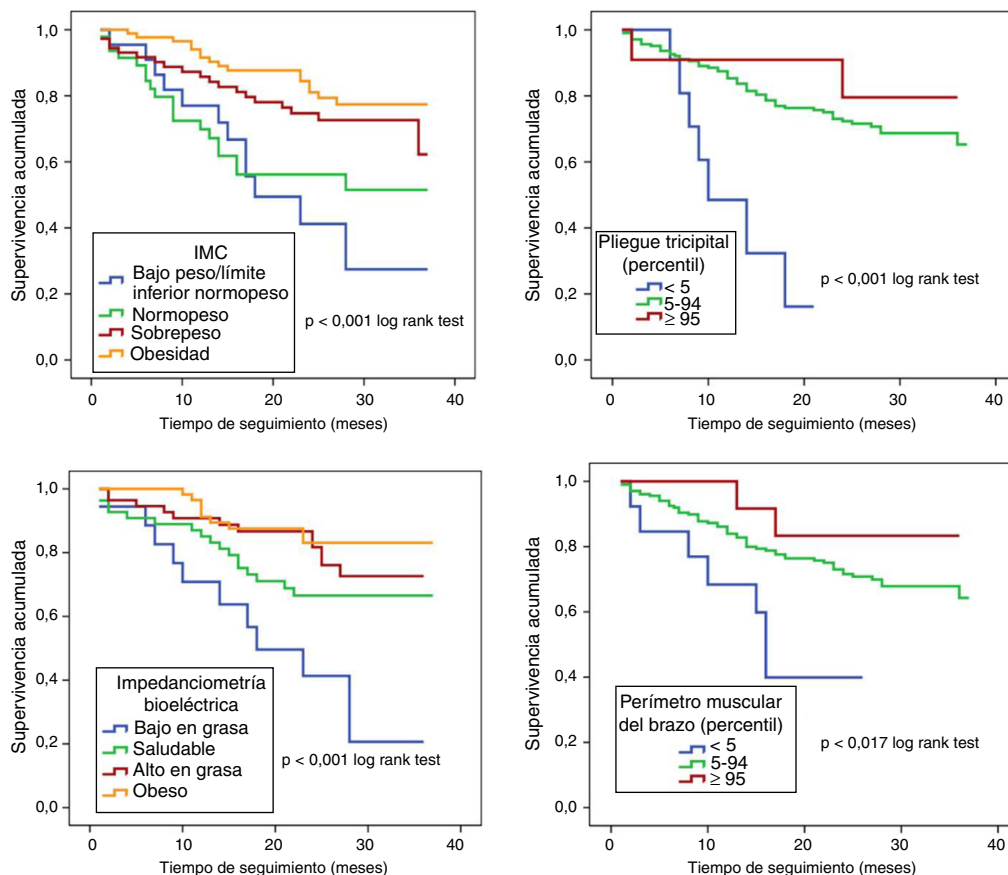 Supervivencia acumulada
1,0
0,8
0,6
0,4
0,2
0,0
IMC
Bajo peso/límite
inferior normopeso
Normopeso
Sobrepeso
Obesidad
p < 0,001 log rank test
0 10 20 30 40
Tiempo de seguimiento (meses)
Supervivencia acumulada
1,0
0,8
0,6
0,4
0,2
0,0
Pliegue tricipital
(percentil)
< 5
5-94
≥ 95
p < 0,001 log rank test
0 10 20 30 40
Tiempo de seguimiento (meses)
Supervivencia acumulada
1,0
0,8
0,6
0,4
0,2
0,0
Impedanciometría
bioeléctrica
Bajo en grasa
Saludable
Alto en grasa
Obeso
p < 0,001 log rank test
0 10 20 30 40
Tiempo de seguimiento (meses)
Supervivencia acumulada
1,0
0,8
0,6
0,4
0,2
0,0
Perímetro muscular
del brazo (percentil)
< 5
5-94
≥ 95
p < 0,017 log rank test
0 10 20 30 40
Tiempo de seguimiento (meses)